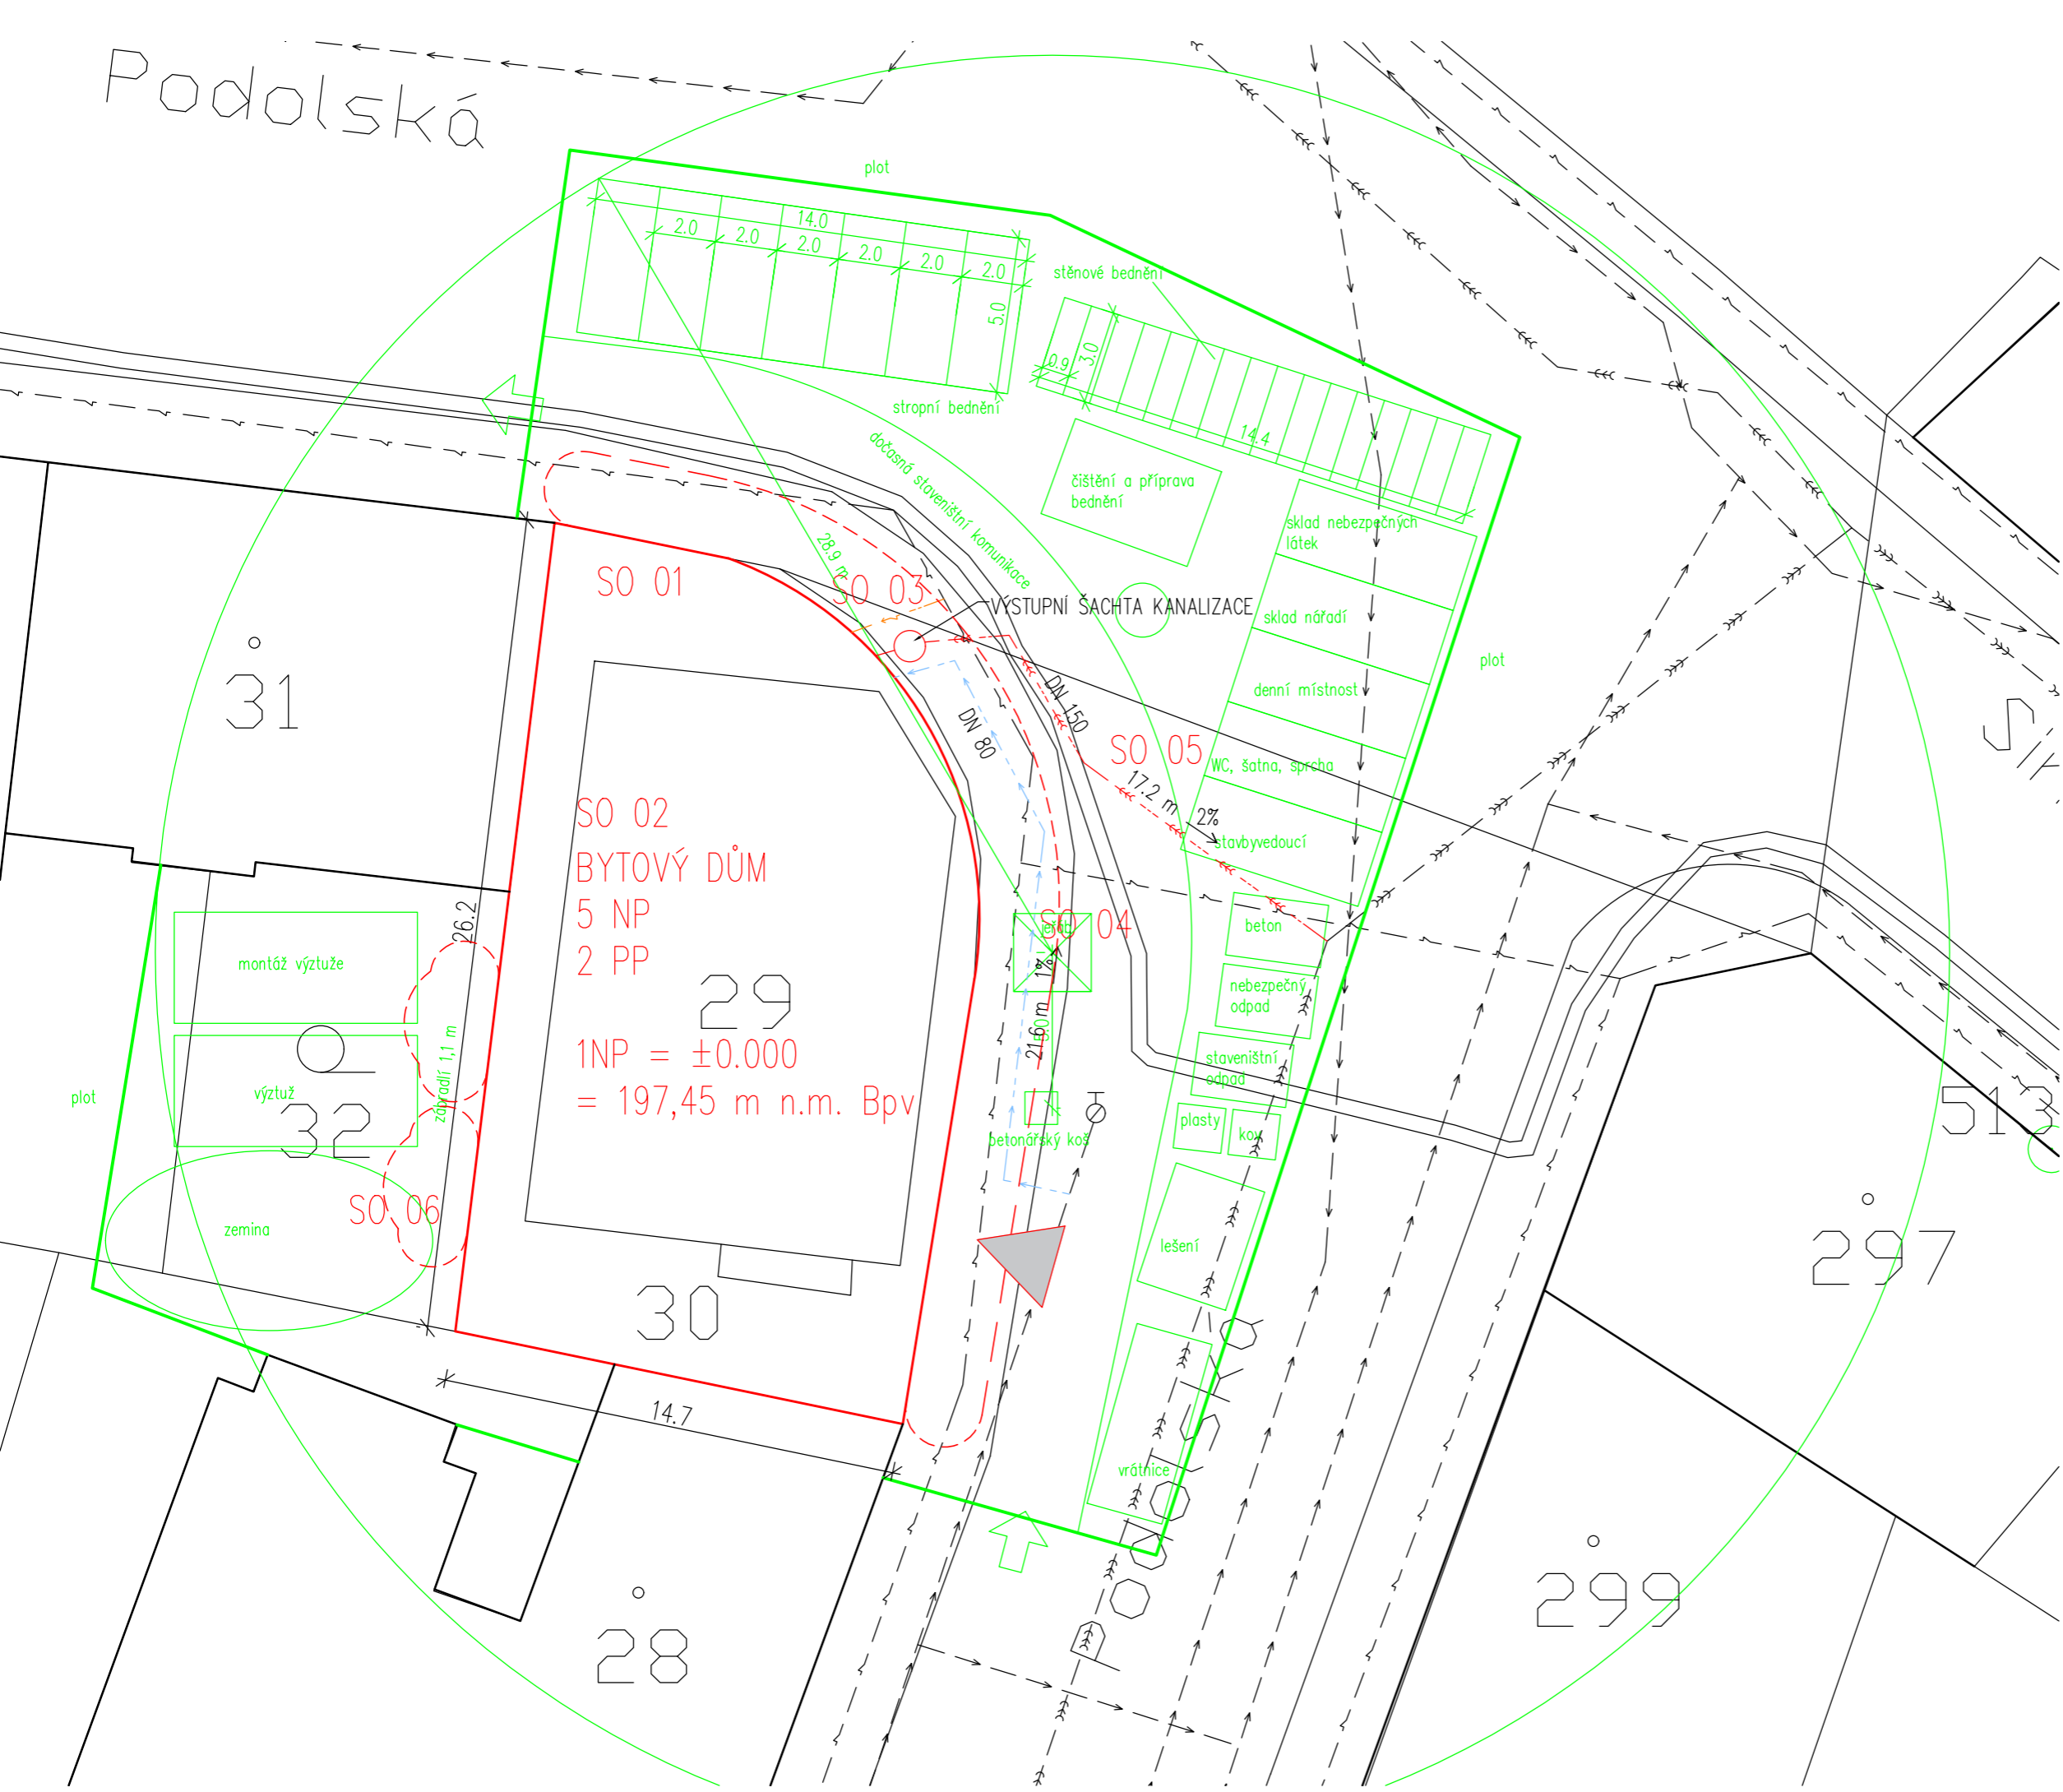 Podolská
plot
14.0
2.0
2.0
2.0
2.0
2.0
2.0
5.0
stěnové bednění
0.9
3.0
14.4
stropní bednění
dočasná staveništní komunikace
čištění a příprava
bednění
sklad nebezpečných
látek
28.9 m
SO 01
SO 03
VÝSTUPNÍ ŠACHTA KANALIZACE
sklad nářadí
plot
31
denní místnost
DN 150
DN 80
SO 05
WC, šatna, sprcha
17.2 m
2%
stavbyvedoucí
SO 02
BYTOVÝ DŮM
5 NP
2 PP
29
1NP = ±0.000
= 197,45 m n.m. Bpv
26.2
SO 04
jeřáb
beton
montáž výztuže
1%
21.6 m
nebezpečný
odpad
staveništní
odpad
zábradlí 1,1 m
výztuž
plot
32
plasty
kov
betonářský koš
513
SO 06
zemina
lešení
297
30
14.7
vrátnice
Podolská
299
28